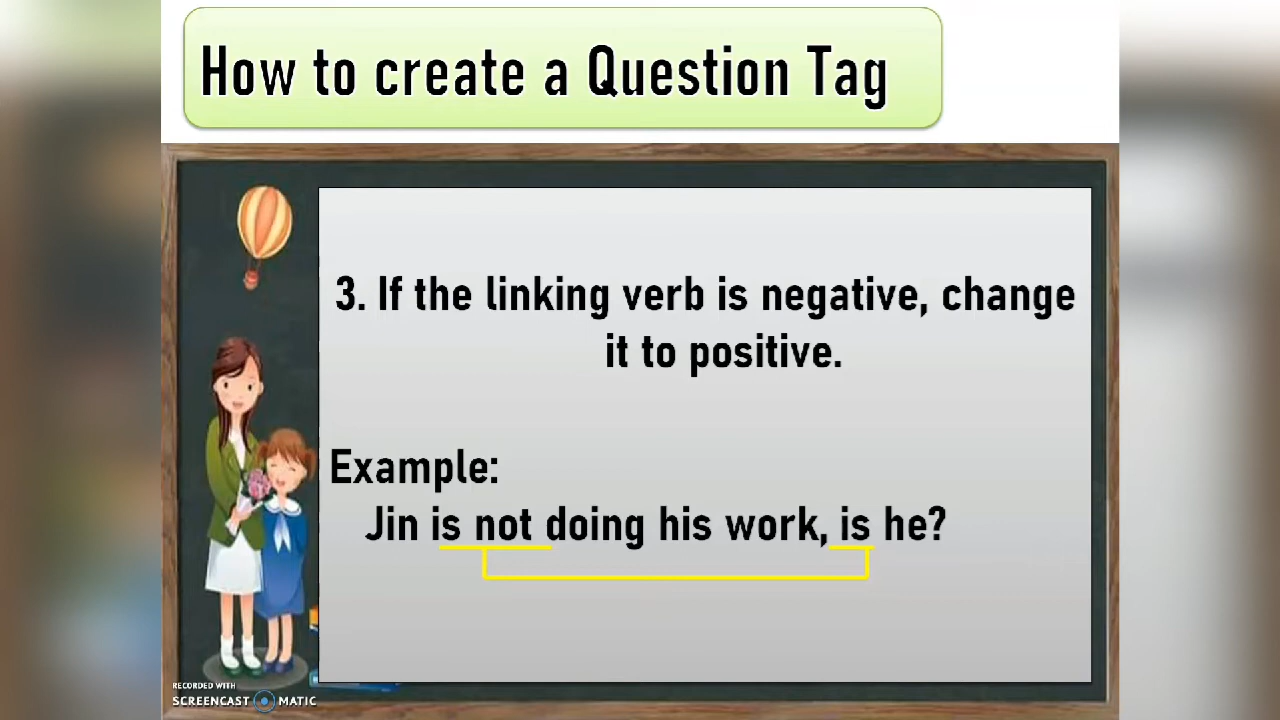 How to create a Question Tag
3. If the linking verb is negative, change
it to positive.
Example:
Jin is not doing his work, is he?
RECORDED WITH
SCREENCAST MATIC